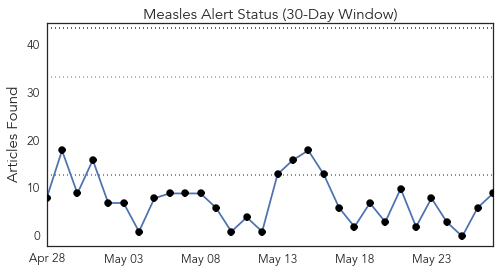 Measles Alert Status (30-Day Window)
Articles Found
40
30
20
10
0
Apr 28 May 03 May 08 May 13 May 18 May 23